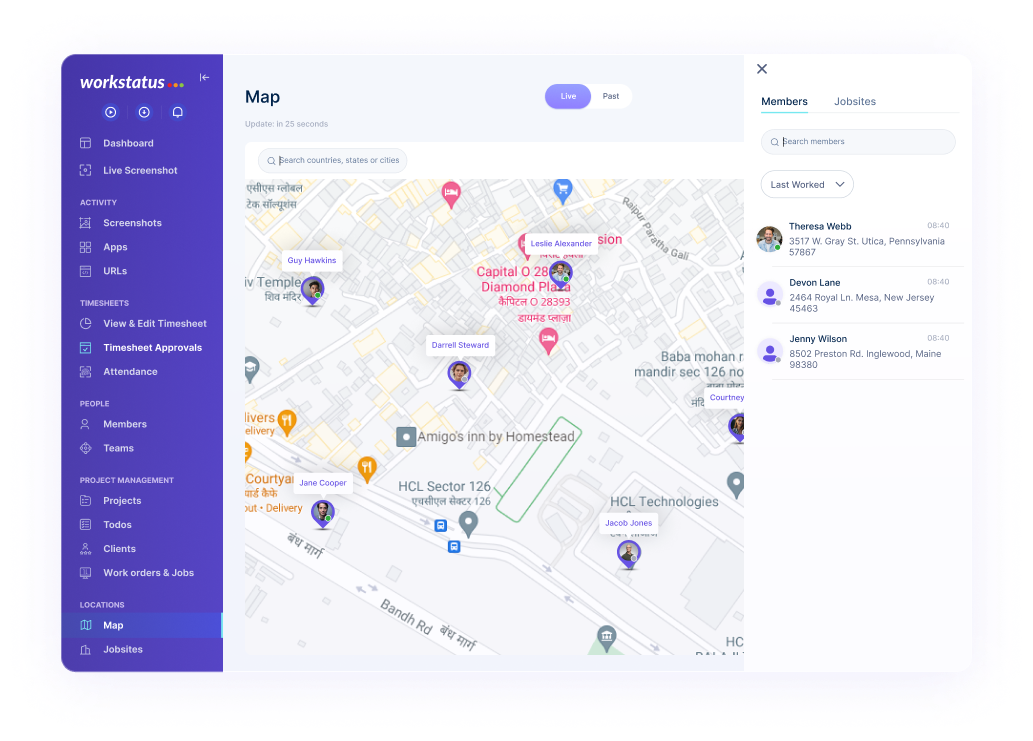 workstatus
Dashboard
Live Screenshot
ACTIVITY
Screenshots
Apps
URLs
TIMESHEETS
View & Edit Timesheet
Timesheet Approvals
Attendance
PEOPLE
Members
Teams
PROJECT MANAGEMENT
Projects
Todos
Clients
Work orders & Jobs
LOCATIONS
Map
Jobsites
Map
Live
Past
Update: in 25 seconds
Search countries, states or cities
एसीएस ग्लोबल
टेक सॉल्यूशंस
Raipur Paratha Gali
Leslie Alexander
sion
Guy Hawkins
iv Temple
शिव मंदिर
Capital O 28
Diamond Plaza
कैपिटल O 28393
डायमंड प्लाज़ा
Darrell Steward
Baba mohan r
mandir sec 126 no
Courtney
ivers
elivery
Amigo's inn by Homestead
Courtya
Jane Cooper
यार्ड कैफे
out • Delivery
HCL Sector 126
एचसीएल सेक्टर 126
HCL Technologies
Jacob Jones
बंध मार्ग
Bandh Rd
बंध मार्ग
HC
Members
Jobsites
Search members
Last Worked
Theresa Webb 08:40
3517 W. Gray St. Utica, Pennsylvania
57867
Devon Lane 08:40
2464 Royal Ln. Mesa, New Jersey
45463
Jenny Wilson 08:40
8502 Preston Rd. Inglewood, Maine
98380